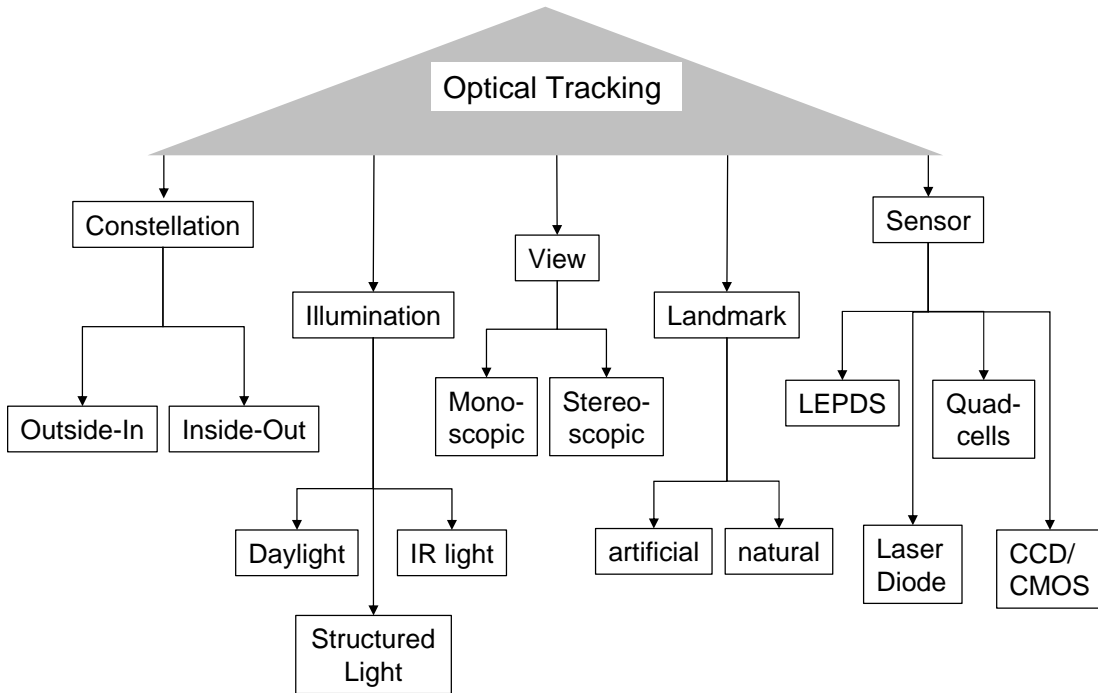 Optical Tracking
Constellation
Sensor
View
Illumination
Landmark
Outside-In
Inside-Out
Mono-
scopic
Stereo-
scopic
LEPDS
Quad-
cells
Daylight
IR light
artificial
natural
Laser
Diode
CCD/
CMOS
Structured
Light